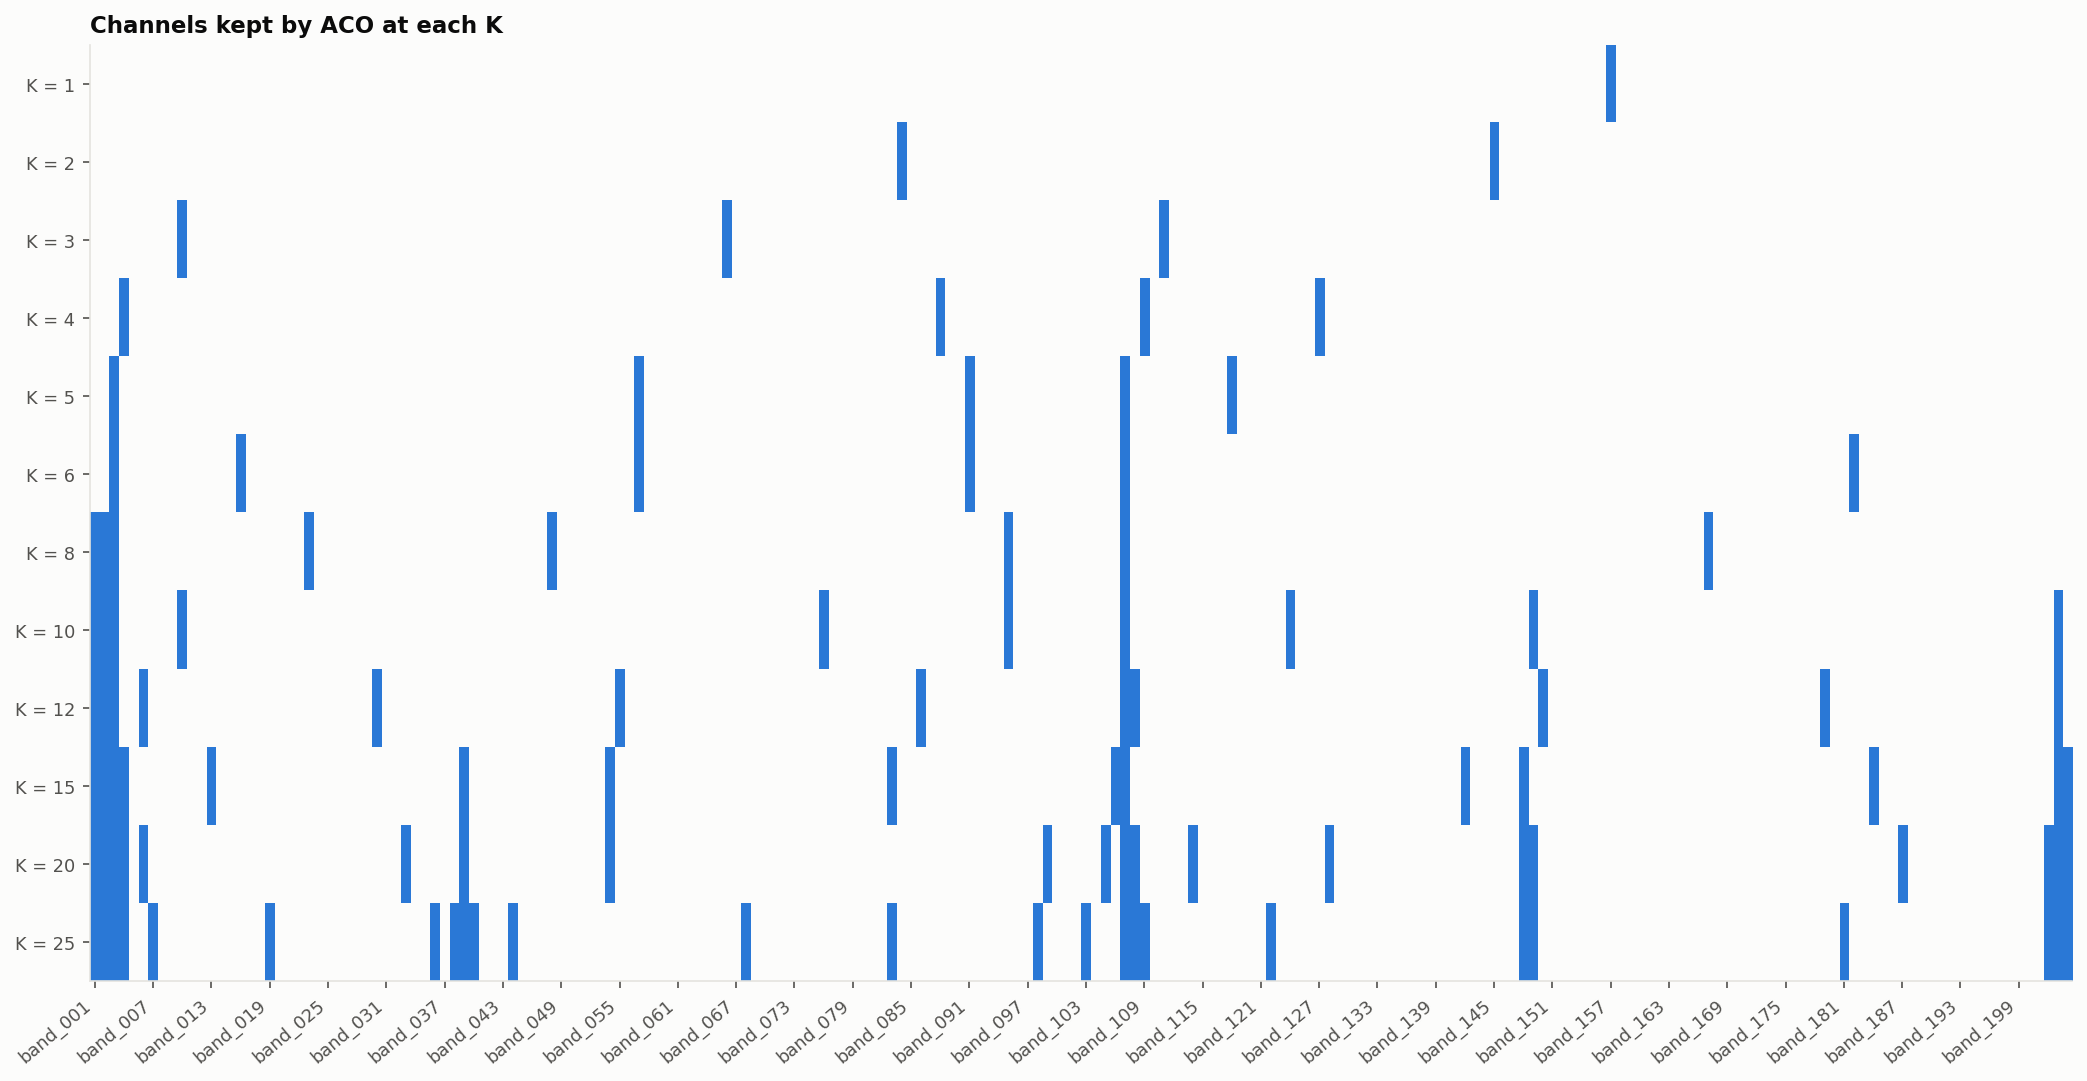 Channels kept by ACO at each K
K = 1
K = 2
K = 3
K = 4
K = 5
K = 6
K = 8
K = 10
K = 12
K = 15
K = 20
K = 25
band_001
band_007
band_013
band_019
band_025
band_031
band_037
band_043
band_049
band_055
band_061
band_067
band_073
band_079
band_085
band_091
band_097
band_103
band_109
band_115
band_121
band_127
band_133
band_139
band_145
band_151
band_157
band_163
band_169
band_175
band_181
band_187
band_193
band_199